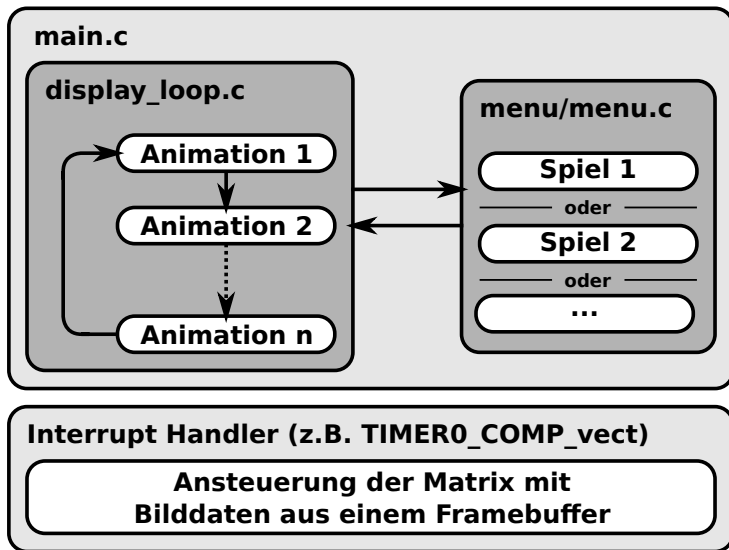 main.c
display_loop.c
Animation 1
Animation 2
Animation n
menu/menu.c
Spiel 1
oder
Spiel 2
oder
...
Interrupt Handler (z.B. TIMER0_COMP_vect)
Ansteuerung der Matrix mit
Bilddaten aus einem Framebuffer